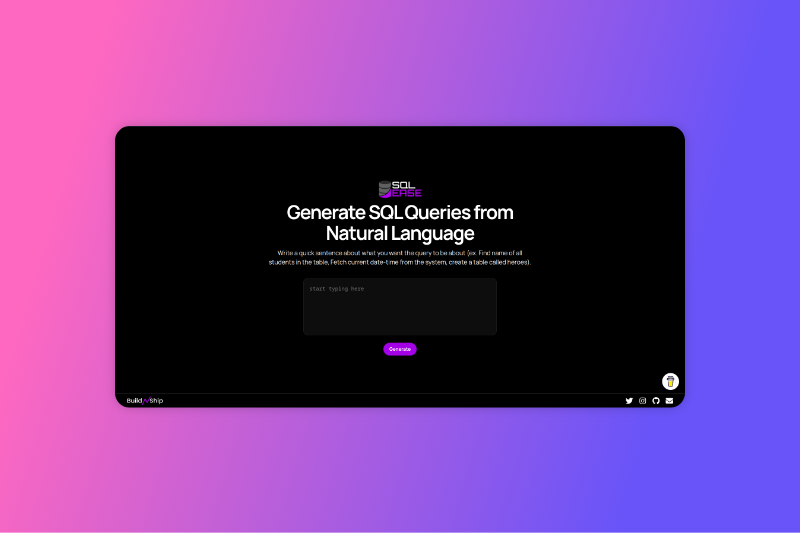 SQL
EASE
Generate SQL Queries from
Natural Language
Write a quick sentence about what you want the query to be about (ex. Find name of all
students in the table, Fetch current date-time from the system, create a table called heroes).
start typing here
Generate
Build Ship